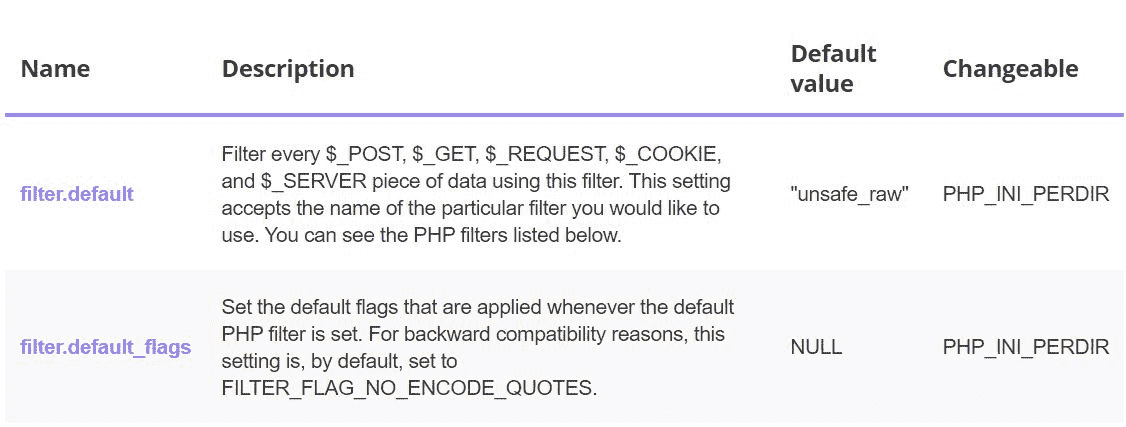 Name Description Default value Changeable
filter.default
Filter every $_POST, $_GET, $_REQUEST, $_COOKIE,
and $_SERVER piece of data using this filter. This setting
accepts the name of the particular filter you would like to
use. You can see the PHP filters listed below.
"unsafe_raw"
PHP_INI_PERDIR
filter.default_flags
Set the default flags that are applied whenever the default
PHP filter is set. For backward compatibility reasons, this
setting is, by default, set to
FILTER_FLAG_NO_ENCODE_QUOTES.
NULL
PHP_INI_PERDIR